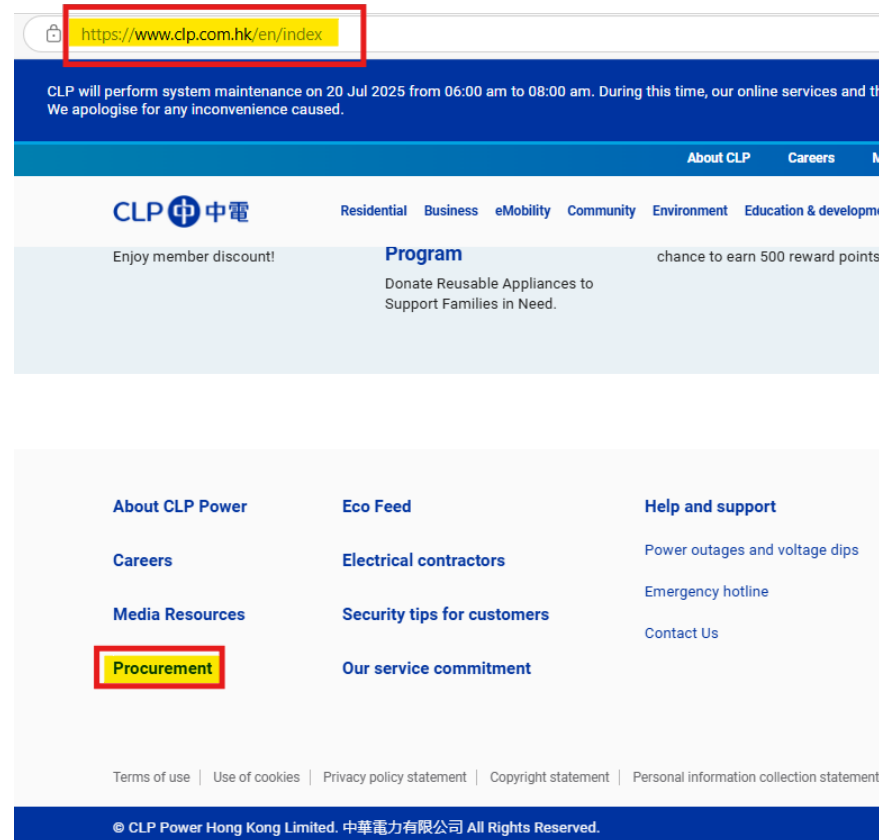 https://www.clp.com.hk/en/index
CLP will perform system maintenance on 20 Jul 2025 from 06:00 am to 08:00 am. During this time, our online services and th
We apologise for any inconvenience caused.
About CLP Careers M
CLP 中電 Residential Business eMobility Community Environment Education & developme
Enjoy member discount! Program chance to earn 500 reward points
Donate Reusable Appliances to
Support Families in Need.
About CLP Power Eco Feed Help and support
Power outages and voltage dips
Careers Electrical contractors
Emergency hotline
Media Resources Security tips for customers
Contact Us
Procurement Our service commitment
Terms of use | Use of cookies | Privacy policy statement | Copyright statement | Personal information collection statement
© CLP Power Hong Kong Limited. 中華電力有限公司 All Rights Reserved.